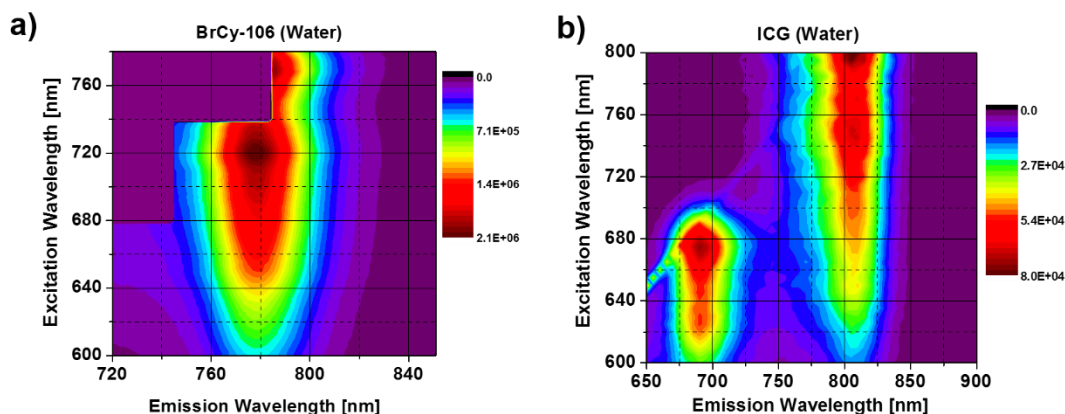 a)
BrCy-106 (Water)
Excitation Wavelength [nm]
760
720
680
640
600
720
760
800
840
Emission Wavelength [nm]
0.0
7.1E+05
1.4E+06
2.1E+06
b)
ICG (Water)
Excitation Wavelength [nm]
800
760
720
680
640
600
650
700
750
800
850
900
Emission Wavelength [nm]
0.0
2.7E+04
5.4E+04
8.0E+04